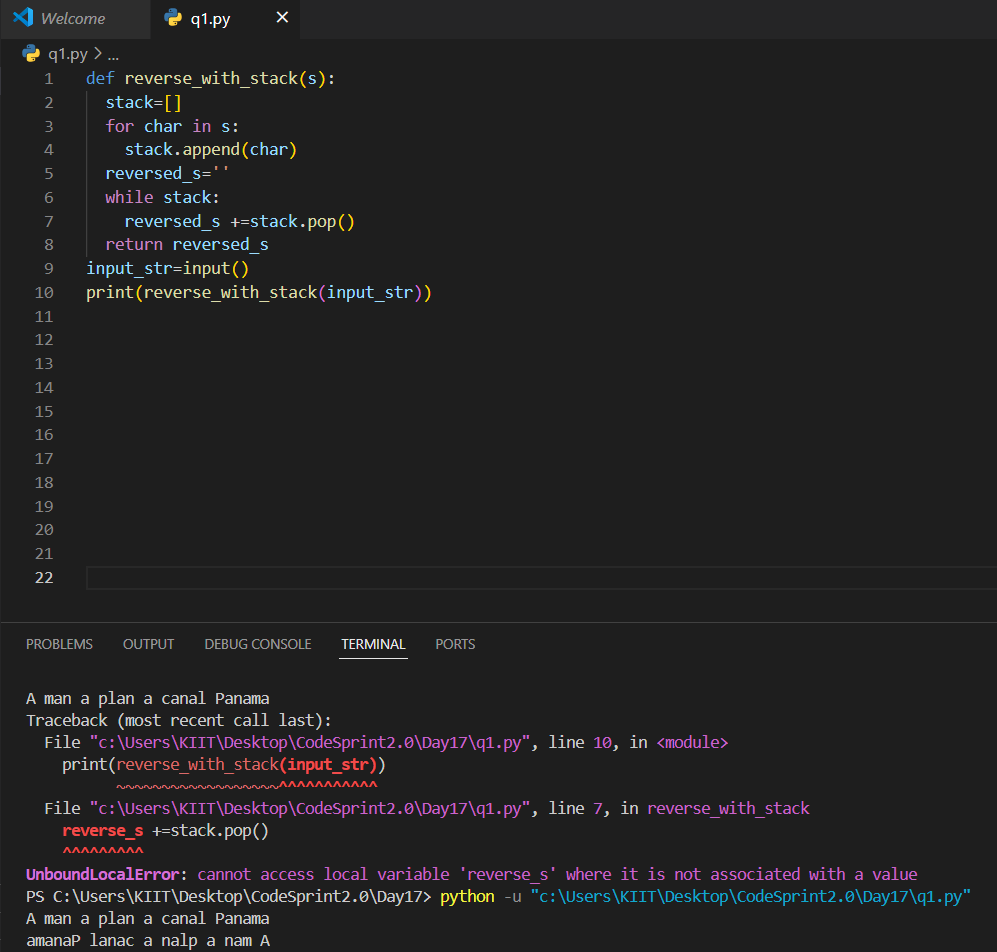 Welcome
q1.py ×
q1.py > ...
1 def reverse_with_stack(s):
2   stack=[]
3   for char in s:
4     stack.append(char)
5   reversed_s=''
6   while stack:
7     reversed_s +=stack.pop()
8   return reversed_s
9 input_str=input()
10 print(reverse_with_stack(input_str))
11
12
13
14
15
16
17
18
19
20
21
22
PROBLEMS OUTPUT DEBUG CONSOLE TERMINAL PORTS
A man a plan a canal Panama
Traceback (most recent call last):
  File "c:\Users\KIIT\Desktop\CodeSprint2.0\Day17\q1.py", line 10, in <module>
    print(reverse_with_stack(input_str))
          ~~~~~~~~~~~~~~~~~~^^^^^^^^^^^
  File "c:\Users\KIIT\Desktop\CodeSprint2.0\Day17\q1.py", line 7, in reverse_with_stack
    reverse_s +=stack.pop()
    ^^^^^^^^^
UnboundLocalError: cannot access local variable 'reverse_s' where it is not associated with a value
PS C:\Users\KIIT\Desktop\CodeSprint2.0\Day17> python -u "c:\Users\KIIT\Desktop\CodeSprint2.0\Day17\q1.py"
A man a plan a canal Panama
amanaP lanac a nalp a nam A